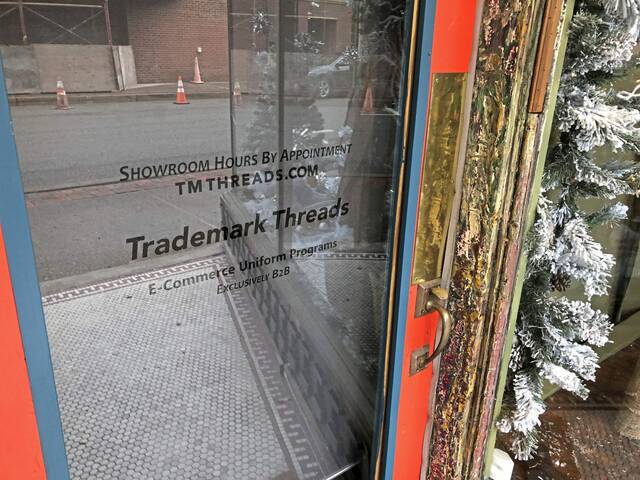 Showroom Hours By Appointment
TMTHREADS.COM
Trademark Threads
E-Commerce Uniform Programs
Exclusively B2B